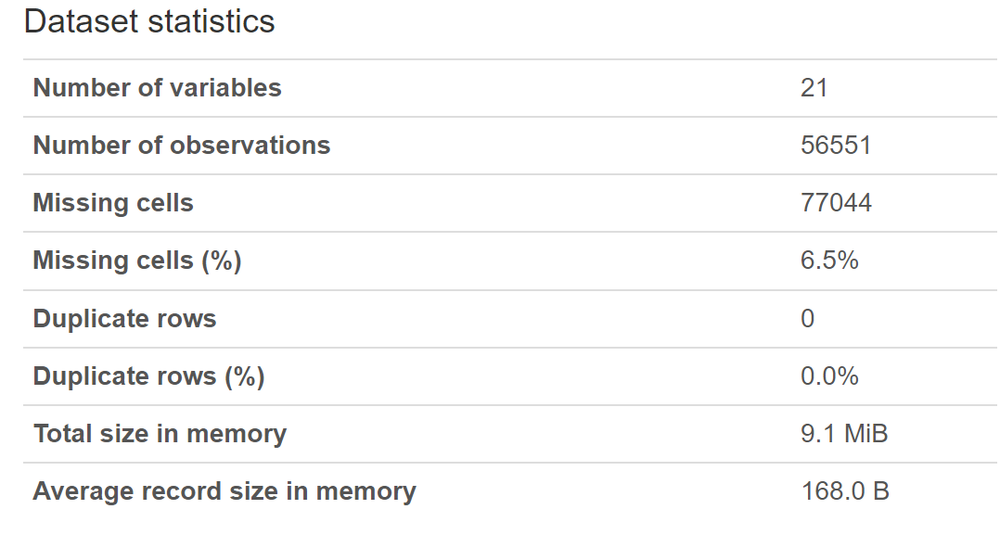 Dataset statistics
Number of variables 21
Number of observations 56551
Missing cells 77044
Missing cells (%) 6.5%
Duplicate rows 0
Duplicate rows (%) 0.0%
Total size in memory 9.1 MiB
Average record size in memory 168.0 B